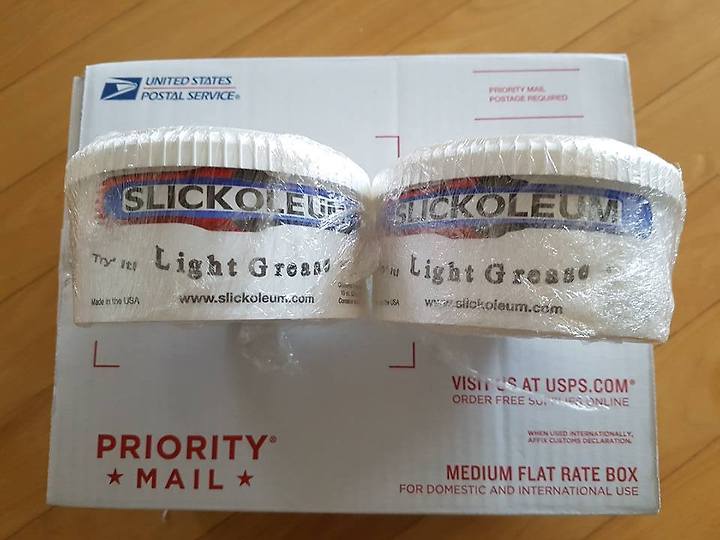 UNITED STATES
POSTAL SERVICE®
PRIORITY MAIL
POSTAGE REQUIRED
SLICKOLEUM
Try It!
Light Grease
Made in the USA
www.slickoleum.com
SLICKOLEUM
Try It!
Light Grease
the USA
www.slickoleum.com
VISIT US AT USPS.COM®
ORDER FREE SUPPLIES ONLINE
WHEN USED INTERNATIONALLY,
AFFIX CUSTOMS DECLARATION.
PRIORITY®
★ MAIL ★
MEDIUM FLAT RATE BOX
FOR DOMESTIC AND INTERNATIONAL USE